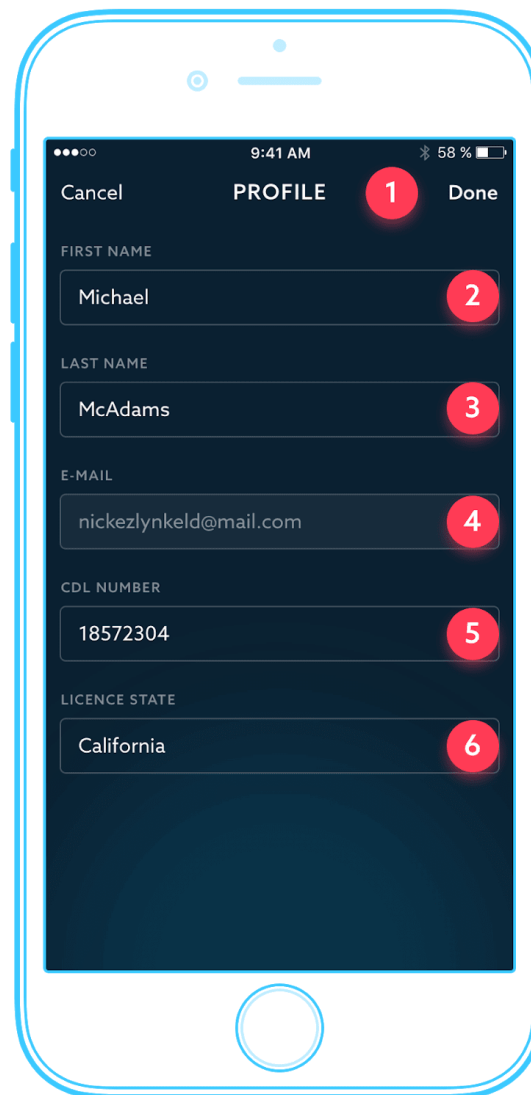 9:41 AM 58 %
Cancel PROFILE 1 Done
FIRST NAME
Michael 2
LAST NAME
McAdams 3
E-MAIL
nickezlynkeld@mail.com 4
CDL NUMBER
18572304 5
LICENCE STATE
California 6